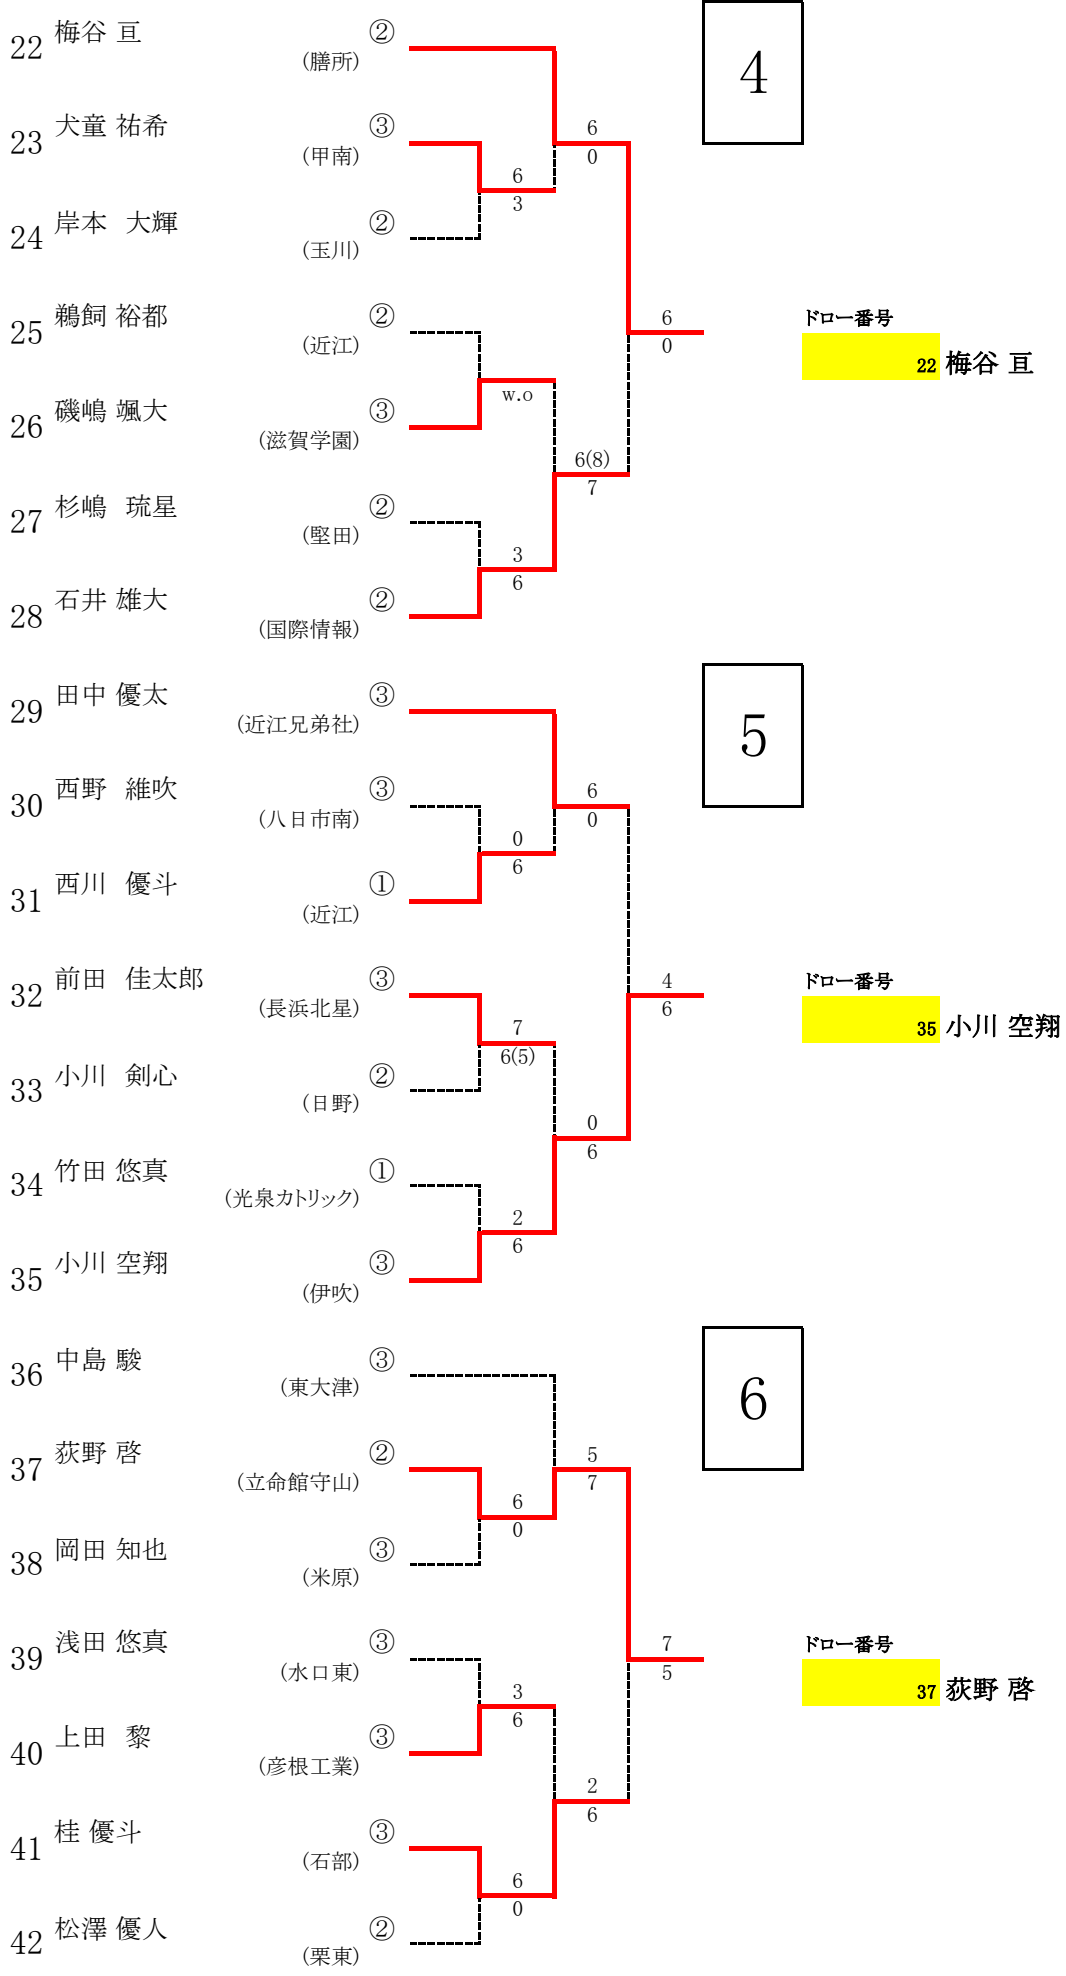 4
22 梅谷 亘 ②
(膳所)
23 犬童 祐希 ③
(甲南)
6
0
6
3
24 岸本 大輝 ②
(玉川)
25 鵜飼 裕都 ②
(近江)
6
0
ドロー番号
22 梅谷 亘
w.o
26 磯嶋 颯大 ③
(滋賀学園)
6(8)
7
27 杉嶋 琉星 ②
(堅田)
3
6
28 石井 雄大 ②
(国際情報)
5
29 田中 優太 ③
(近江兄弟社)
30 西野 維吹 ③
(八日市南)
6
0
0
6
31 西川 優斗 ①
(近江)
32 前田 佳太郎 ③
(長浜北星)
4
6
ドロー番号
35 小川 空翔
7
6(5)
33 小川 剣心 ②
(日野)
0
6
34 竹田 悠真 ①
(光泉カトリック)
2
6
35 小川 空翔 ③
(伊吹)
6
36 中島 駿 ③
(東大津)
37 荻野 啓 ②
(立命館守山)
5
7
6
0
38 岡田 知也 ③
(米原)
39 浅田 悠真 ③
(水口東)
7
5
ドロー番号
37 荻野 啓
3
6
40 上田 黎 ③
(彦根工業)
2
6
41 桂 優斗 ③
(石部)
6
0
42 松澤 優人 ②
(栗東)